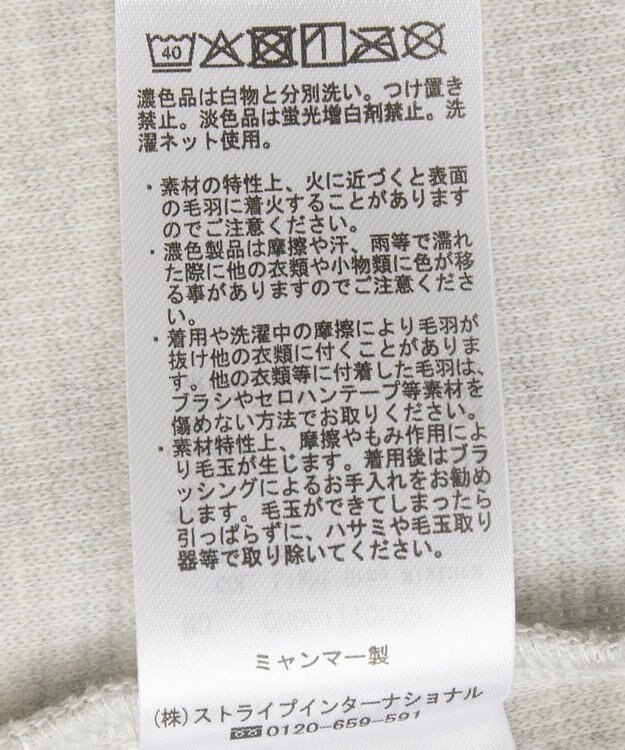 40
濃色品は白物と分別洗い。つけ置き
禁止。淡色品は蛍光増白剤禁止。洗
濯ネット使用。
・素材の特性上、火に近づくと表面
の毛羽に着火することがあります
のでご注意ください。
・濃色製品は摩擦や汗、雨等で濡れ
た際に他の衣類や小物類に色が移
る事がありますのでご注意くださ
い。
・着用や洗濯中の摩擦により毛羽が
抜け他の衣類に付くことがありま
す。他の衣類等に付着した毛羽は、
ブラシやセロハンテープ等素材を
傷めない方法でお取りください。
・素材特性上、摩擦やもみ作用によ
り毛玉が生じます。着用後はブラ
ッシングによるお手入れをお勧め
します。毛玉ができてしまったら
引っぱらずに、ハサミや毛玉取り
器等で取り除いてください。
ミャンマー製
(株)ストライプインターナショナル
0120-659-591